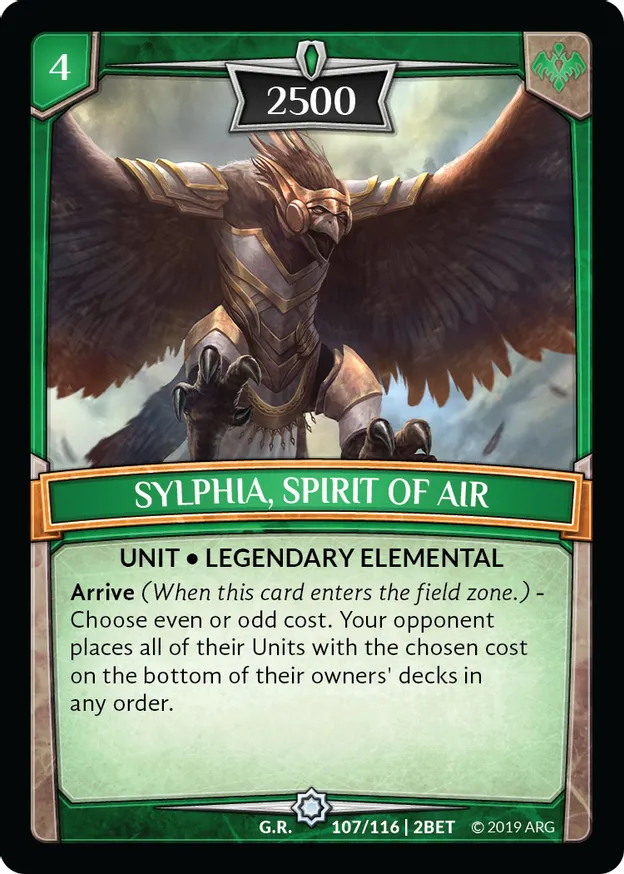 4
2500
SYLPHIA, SPIRIT OF AIR
UNIT • LEGENDARY ELEMENTAL
Arrive (When this card enters the field zone.) -
Choose even or odd cost. Your opponent
places all of their Units with the chosen cost
on the bottom of their owners' decks in
any order.
G.R. 107/116 | 2BET © 2019 ARG